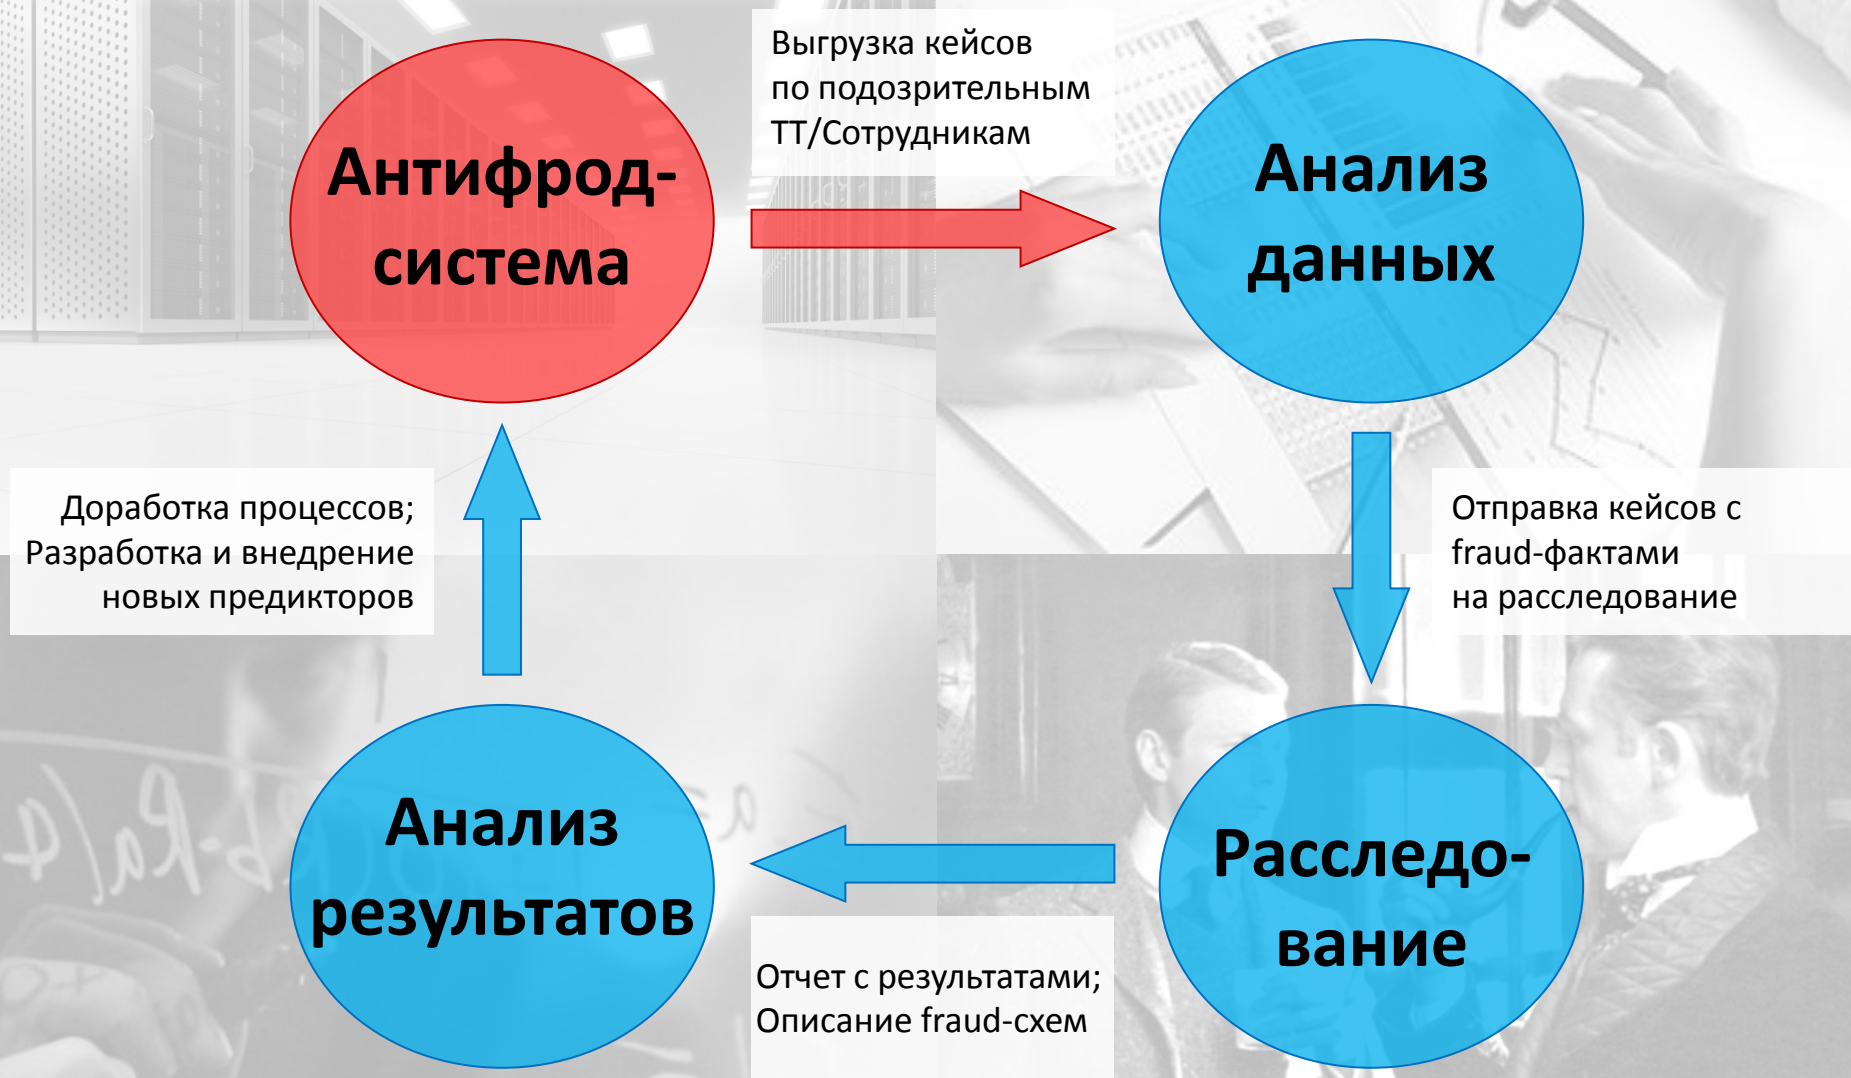 Антифрод-
система
Выгрузка кейсов
по подозрительным
ТТ/Сотрудникам
Анализ
данных
Отправка кейсов с
fraud-фактами
на расследование
Расследо-
вание
Отчет с результатами;
Описание fraud-схем
Анализ
результатов
Доработка процессов;
Разработка и внедрение
новых предикторов